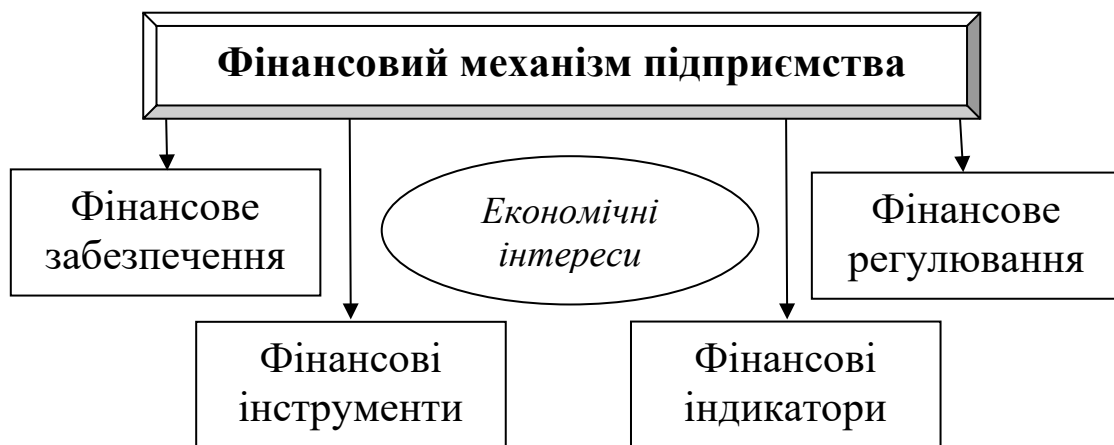 Фінансовий механізм підприємства
Фінансове
забезпечення
Економічні
інтереси
Фінансове
регулювання
Фінансові
інструменти
Фінансові
індикатори